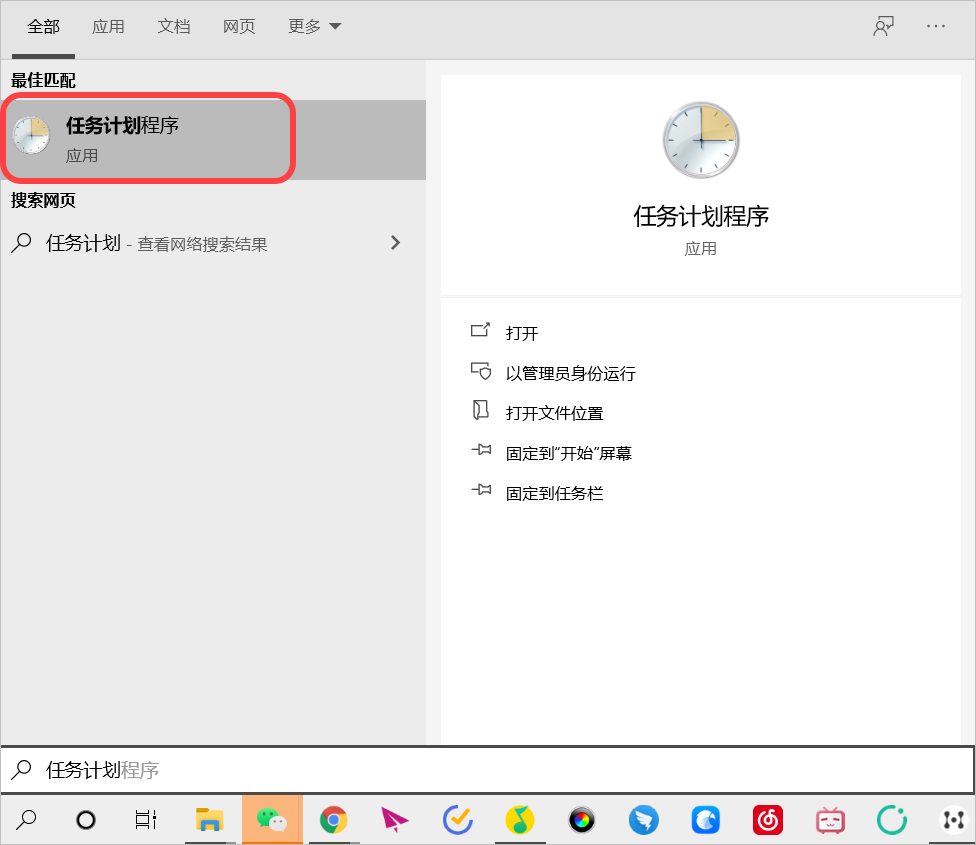 全部 应用 文档 网页 更多
最佳匹配
任务计划程序
应用
搜索网页
任务计划 - 查看网络搜索结果
任务计划程序
应用
打开
以管理员身份运行
打开文件位置
固定到“开始”屏幕
固定到任务栏
任务计划程序